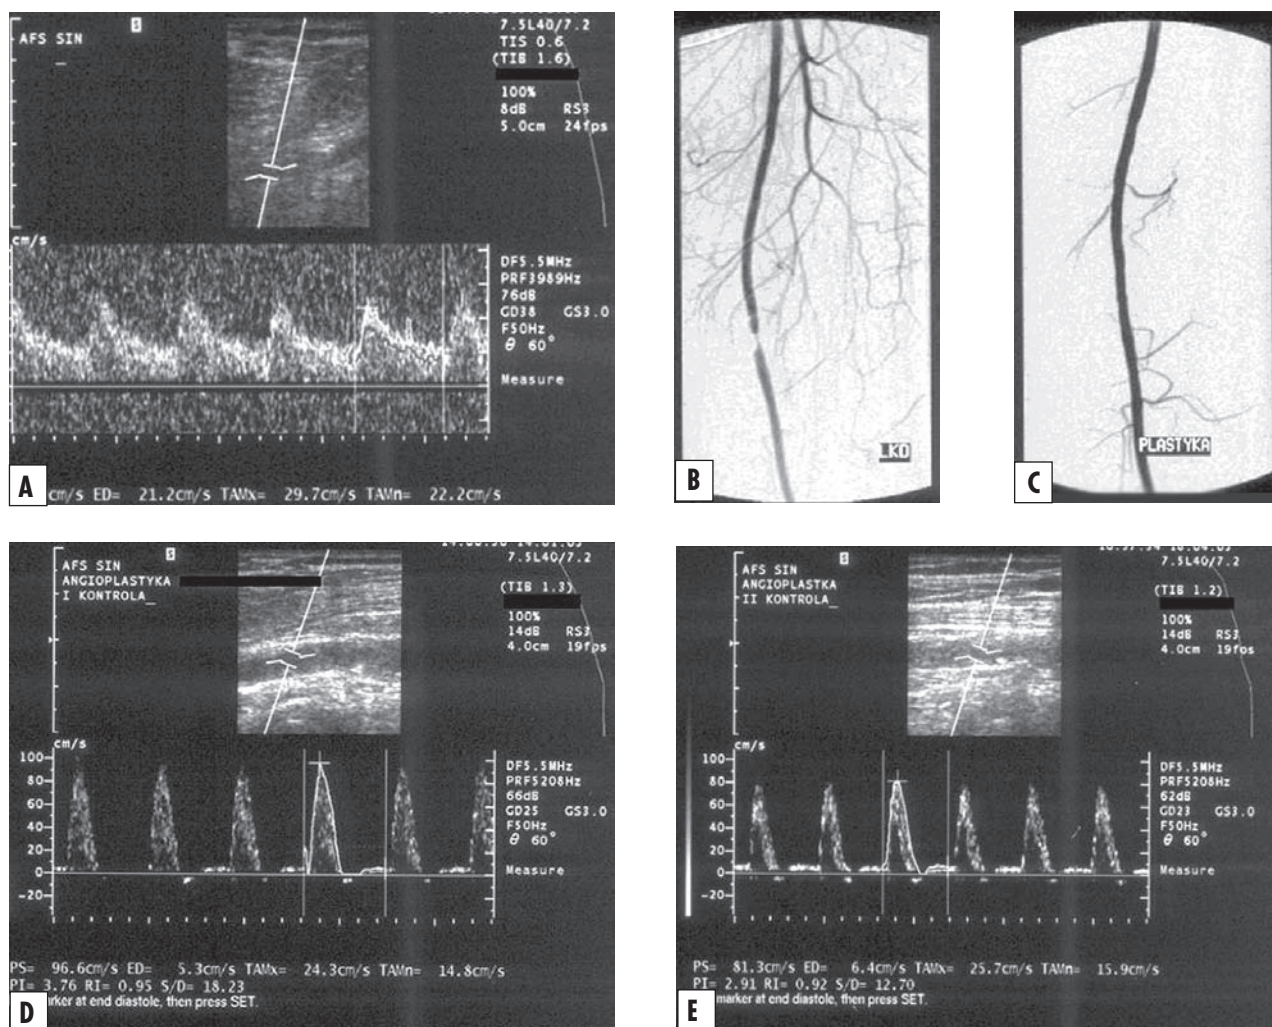 S
7.5L40/7.2
AFS SIN
TIS 0.6
(TIB 1.6)
100%
8dB RS3
5.0cm 24fps
cm/s
DF5.5MHz
PRF3989Hz
76dB
GD38 GS3.0
F50Hz
θ 60°
Measure
cm/s ED= 21.2cm/s TAMx= 29.7cm/s TAMn= 22.2cm/s
A
LKD
B
PLASTYKA
C
S
7.5L40/7.2
AFS SIN
ANGIOPLASTYKA
I KONTROLA_
(TIB 1.3)
100%
14dB RS3
4.0cm 19fps
cm/s
100
80
60
40
20
0
-20
DF5.5MHz
PRF5208Hz
66dB
GD25 GS3.0
F50Hz
θ 60°
Measure
PS= 96.6cm/s ED= 5.3cm/s TAMx= 24.3cm/s TAMn= 14.8cm/s
PI= 3.76 RI= 0.95 S/D= 18.23
marker at end diastole, then press SET.
D
S
7.5L40/7.2
AFS SIN
ANGIOPLASTKA
II KONTROLA_
(TIB 1.2)
100%
14dB RS3
4.0cm 19fps
cm/s
100
80
60
40
20
0
-20
DF5.5MHz
PRF5208Hz
62dB
GD23 GS3.0
F50Hz
θ 60°
Measure
PS= 81.3cm/s ED= 6.4cm/s TAMx= 25.7cm/s TAMn= 15.9cm/s
PI= 2.91 RI= 0.92 S/D= 12.70
marker at end diastole, then press SET.
E